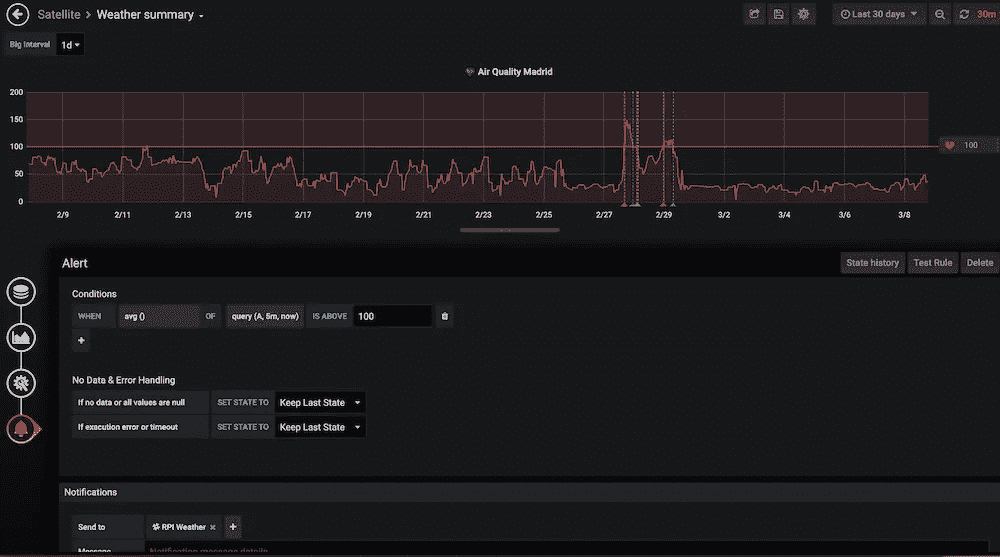 Satellite > Weather summary
Last 30 days
30m
Big Interval 1d
Air Quality Madrid
200
150
100
50
0
100
2/9 2/11 2/13 2/15 2/17 2/19 2/21 2/23 2/25 2/27 2/29 3/2 3/4 3/6 3/8
Alert
State history Test Rule Delete
Conditions
WHEN avg () OF query (A, 5m, now) IS ABOVE 100
+
No Data & Error Handling
If no data or all values are null SET STATE TO Keep Last State
If execution error or timeout SET STATE TO Keep Last State
Notifications
Send to RPI Weather × +
Message Notification message details...